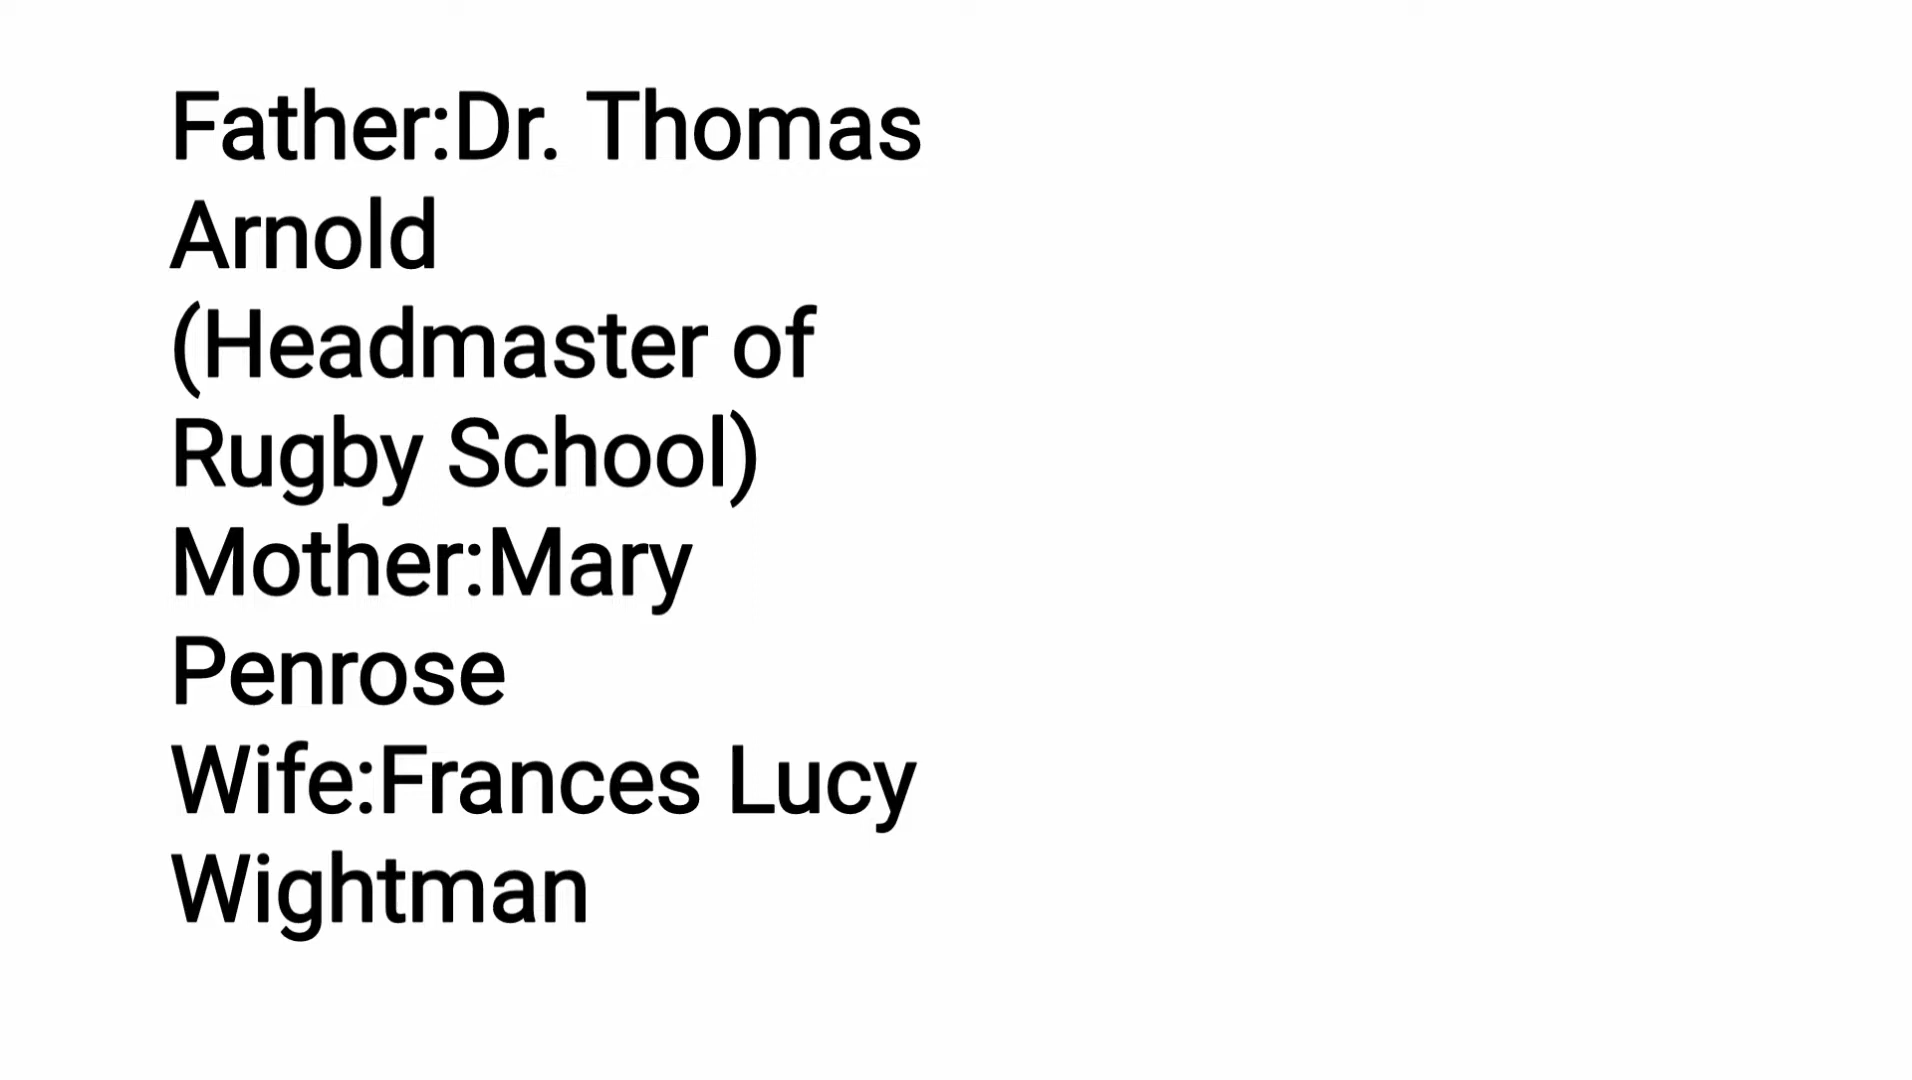 Father:Dr. Thomas
Arnold
(Headmaster of
Rugby School)
Mother:Mary
Penrose
Wife:Frances Lucy
Wightman